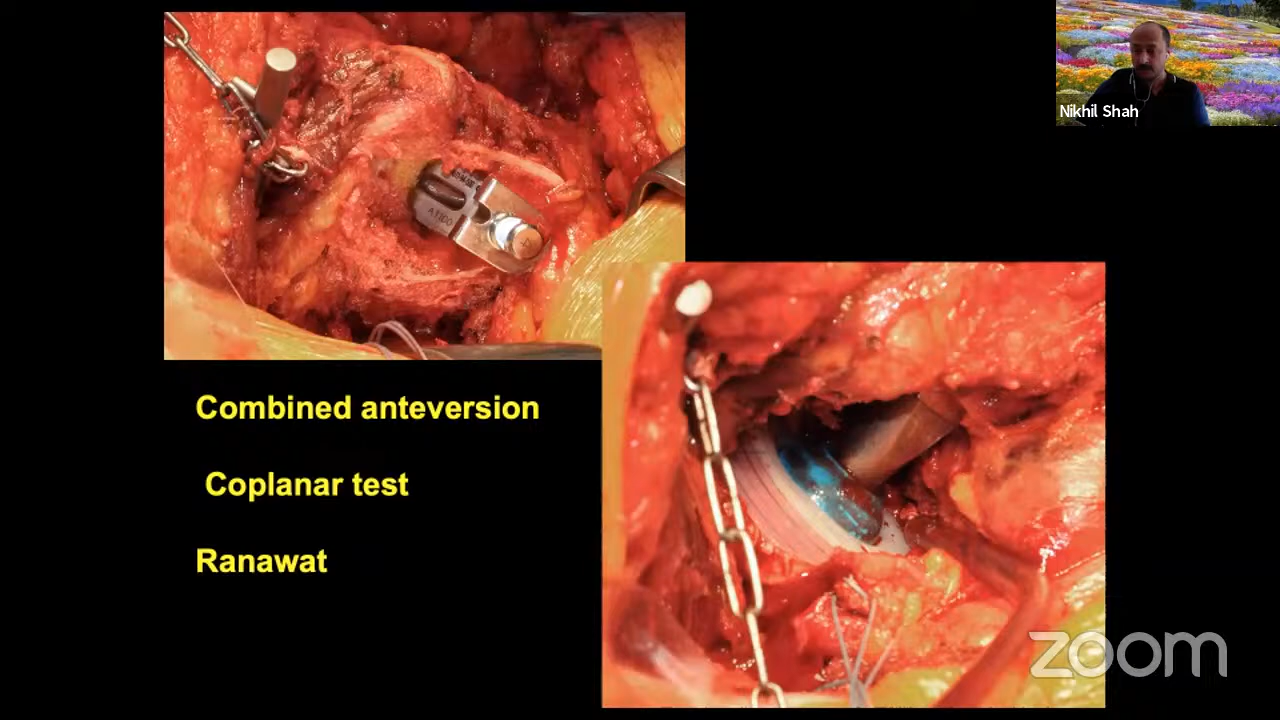 Nikhil Shah
Combined anteversion
Coplanar test
Ranawat
zoom